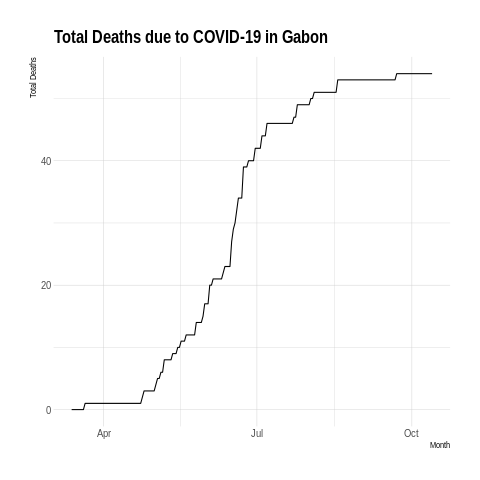 Total Deaths due to COVID-19 in Gabon
Total Deaths
40
20
0
Apr Jul Oct
Month